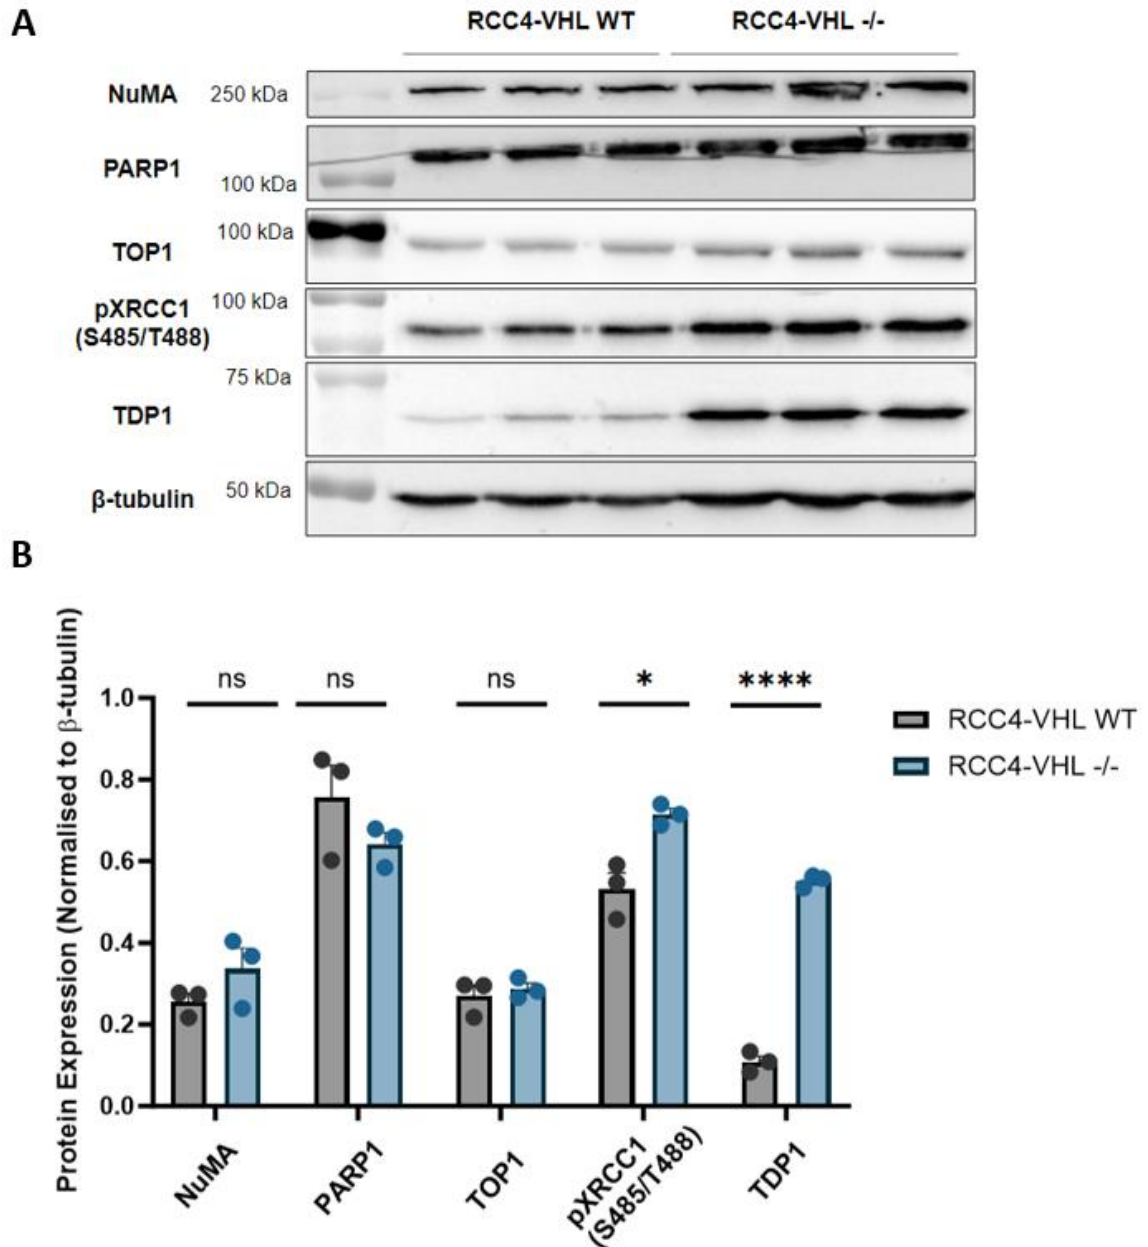 A
RCC4-VHL WT
RCC4-VHL -/-
NuMA
250 kDa
PARP1
100 kDa
TOP1
100 kDa
pXRCC1
(S485/T488)
100 kDa
TDP1
75 kDa
β-tubulin
50 kDa
B
Protein Expression (Normalised to β-tubulin)
ns
ns
ns
*
****
1.0
0.8
0.6
0.4
0.2
0.0
RCC4-VHL WT
RCC4-VHL -/-
NuMA
PARP1
TOP1
pXRCC1
(S485/T488)
TDP1